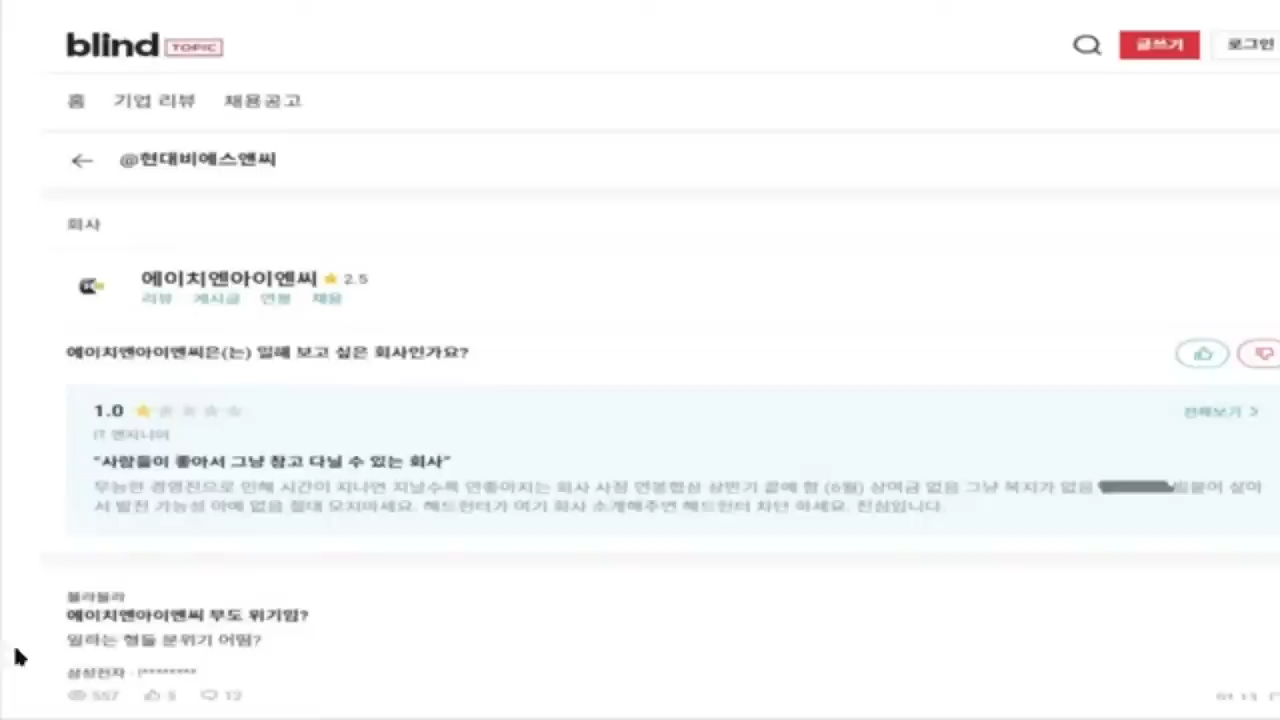 blind TOPIC
글쓰기 로그인
홈 기업 리뷰 채용공고
@현대비에스앤씨
회사
에이치엔아이엔씨 2.5
리뷰 게시글 연봉 채용
에이치엔아이엔씨은(는) 일해 보고 싶은 회사인가요?
1.0
전체보기
IT 엔지니어
"사람들이 좋아서 그냥 참고 다닐 수 있는 회사"
무능한 경영진으로 인해 시간이 지나면 지날수록 안좋아지는 회사 사정 연봉협상 상반기 끝에 함 (6월) 상여금 없음 그냥 복지가 없음
서 발전 가능성 아예 없음 절대 오지마세요. 헤드헌터가 여기 회사 소개해주면 헤드헌터 차단 하세요. 진심입니다.
블라블라
에이치엔아이엔씨 부도 위기임?
일하는 형들 분위기 어떰?
삼성전자 · l********
557 3 12